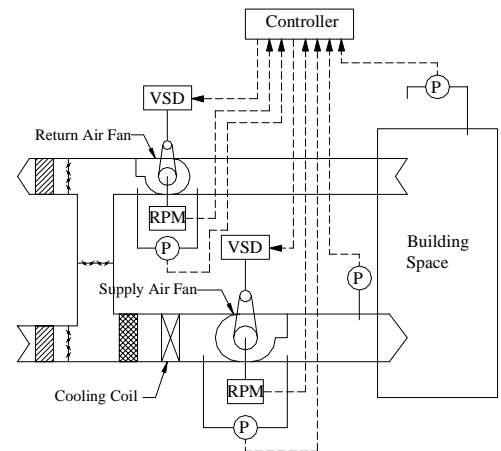 Controller
P
VSD
Return Air Fan
RPM
P
VSD
Building
Space
P
Supply Air Fan
RPM
Cooling Coil
P